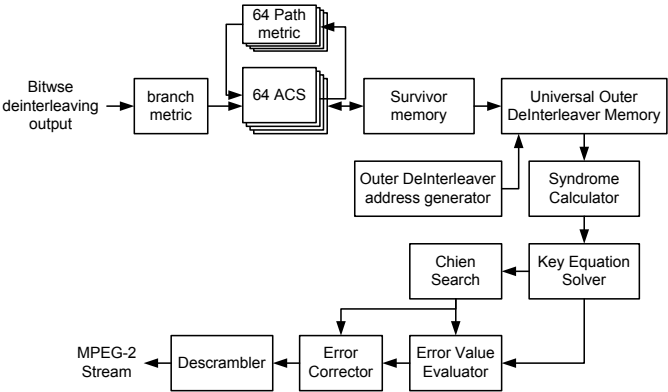 64 Path
metric
Bitwse
deinterleaving
output
branch
metric
64 ACS
Survivor
memory
Universal Outer
DeInterleaver Memory
Outer DeInterleaver
address generator
Syndrome
Calculator
Chien
Search
Key Equation
Solver
MPEG-2
Stream
Descrambler
Error
Corrector
Error Value
Evaluator